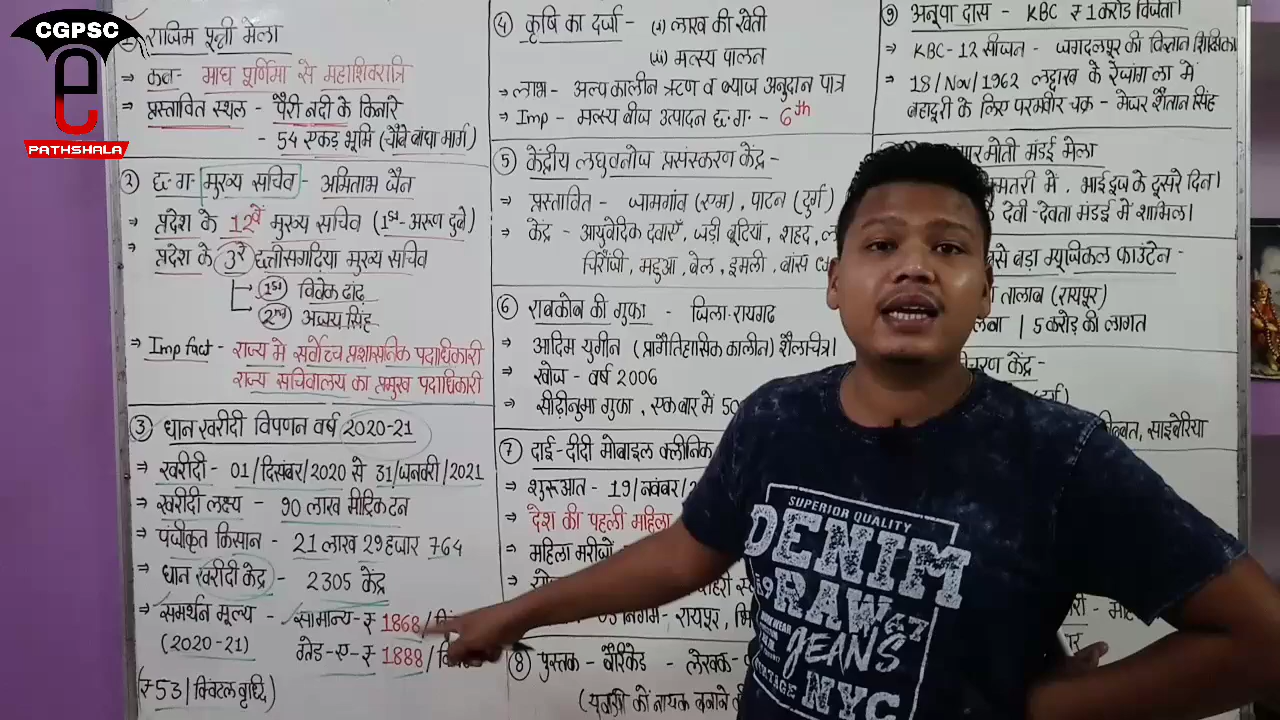 CGPSC
e
PATHSHALA
राजिम पुन्नी मेला
→ कब- माघ पूर्णिमा से महाशिवरात्रि
→ प्रस्तावित स्थल - पैरी नदी के किनारे
- 54 एकड़ भूमि (चौबे बांधा मार्ग)
② छ.ग. मुख्य सचिव - अमिताभ जैन
→ प्रदेश के 12वें मुख्य सचिव (1st- अरुण दुबे)
→ प्रदेश के 3रे छत्तीसगढ़िया मुख्य सचिव
1st विवेक ढांढ
2nd अजय सिंह
→ Imp fact - राज्य में सर्वोच्च प्रशासनिक पदाधिकारी
राज्य सचिवालय का प्रमुख पदाधिकारी
③ धान खरीदी विपणन वर्ष 2020-21
→ खरीदी - 01/दिसंबर/2020 से 31/जनवरी/2021
→ खरीदी लक्ष्य - 90 लाख मीट्रिक टन
→ पंजीकृत किसान - 21 लाख 29 हजार 764
→ धान खरीदी केंद्र - 2305 केंद्र
→ समर्थन मूल्य - सामान्य - ₹ 1868/
(2020-21) ग्रेड-ए- ₹ 1888/
(₹53/क्विंटल वृद्धि)
④ कृषि का दर्जा - (i) लाख की खेती
(ii) मत्स्य पालन
→ लाभ - अल्पकालीन ऋण व ब्याज अनुदान पात्र
→ Imp - मत्स्य बीज उत्पादन छ.ग. - 6th
⑤ केंद्रीय लघुवनोपज प्रसंस्करण केंद्र -
→ प्रस्तावित - जामगांव (एम), पाटन (दुर्ग)
→ केंद्र - आयुर्वेदिक दवाएँ, जड़ी बूटियां, शहद,
चिरौंजी, महुआ, बेल, इमली, बांस
⑥ राबकोब की गुफा - जिला-रायगढ़
→ आदिम युगीन (प्रागैतिहासिक कालीन) शैलचित्र।
→ खोज - वर्ष 2006
→ सीढ़ीनुमा गुफा, एक बार में 50
⑦ दाई-दीदी मोबाइल क्लीनिक
→ शुरूआत - 19/नवंबर/
→ देश की पहली महिला
→ महिला मरीजों
निगम - रायपुर,
⑧ पुस्तक - बैरिकेड - लेखक -
को नायक बनाने
⑨ अनूपा दास - KBC ₹ 1 करोड़ विजेता।
→ KBC-12 सीजन - जगदलपुर की विज्ञान शिक्षिका
→ 18/Nov/1962 लद्दाख के रेजांगला में
बहादुरी के लिए परमवीर चक्र - मेजर शैतान सिंह
मोती मंडई मेला
में, भाईदूज के दूसरे दिन।
देवी-देवता मंडई में शामिल।
बड़ा म्यूजिकल फाउंटेन -
तालाब (रायपुर)
| 5 करोड़ की लागत
केंद्र -
साइबेरिया
SUPERIOR QUALITY
DENIM
RAW
67
JEANS
NYC